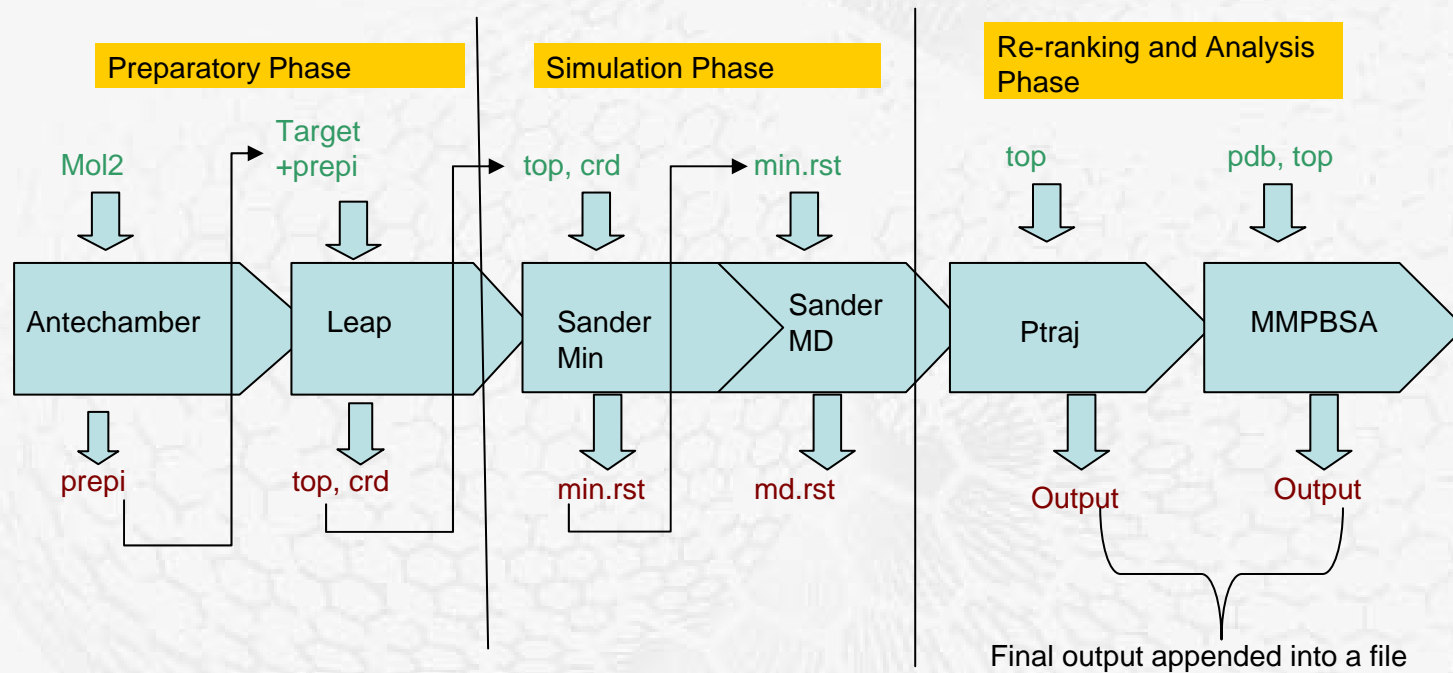 Preparatory Phase
Simulation Phase
Re-ranking and Analysis
Phase
Mol2
Target
+prepi
top, crd
min.rst
top
pdb, top
Antechamber
Leap
Sander
Min
Sander
MD
Ptraj
MMPBSA
prepi
top, crd
min.rst
md.rst
Output
Output
Final output appended into a file